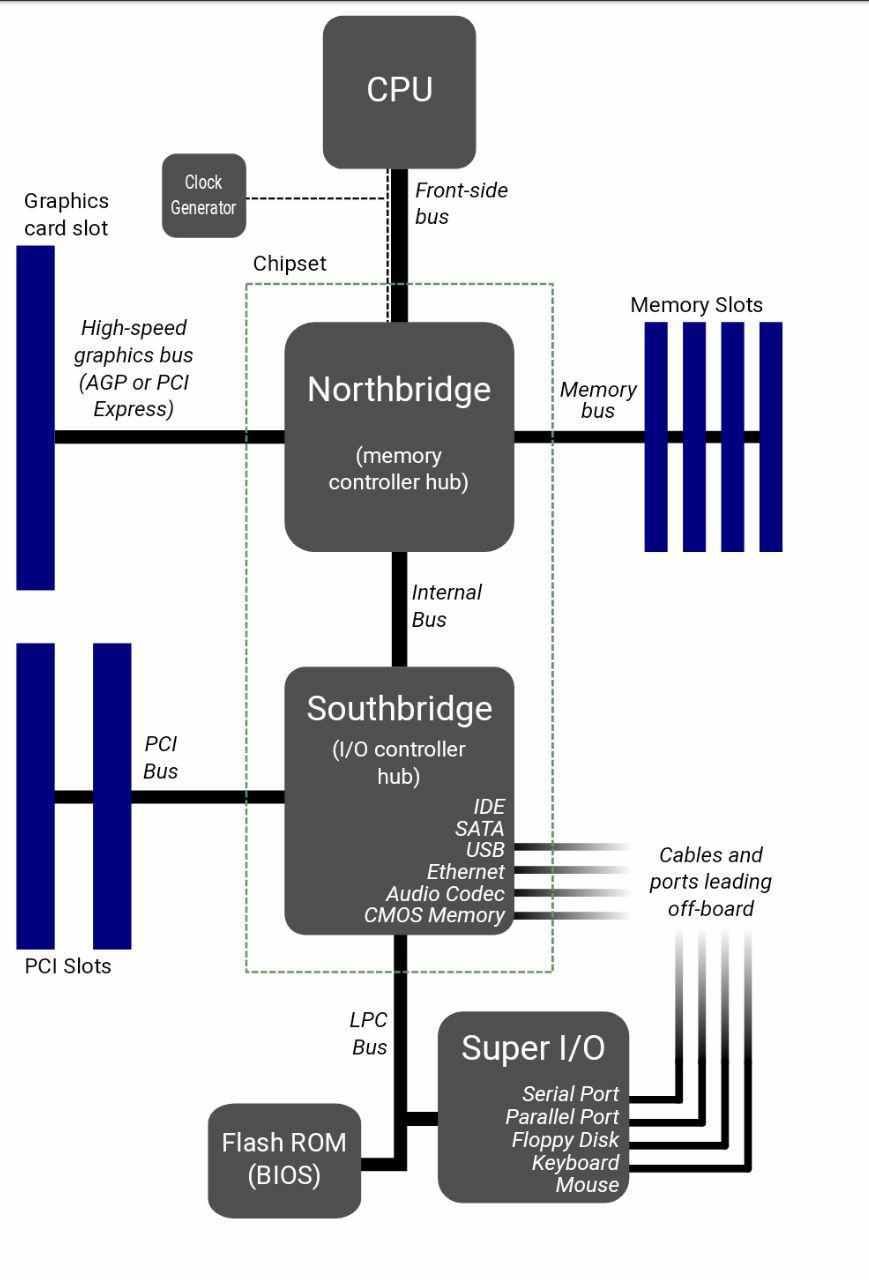 CPU
Clock
Generator
Front-side
bus
Graphics
card slot
Chipset
High-speed
graphics bus
(AGP or PCI
Express)
Northbridge
(memory
controller hub)
Memory Slots
Memory
bus
Internal
Bus
Southbridge
(I/O controller
hub)
IDE
SATA
USB
Ethernet
Audio Codec
CMOS Memory
PCI
Bus
PCI Slots
Cables and
ports leading
off-board
LPC
Bus
Super I/O
Serial Port
Parallel Port
Floppy Disk
Keyboard
Mouse
Flash ROM
(BIOS)